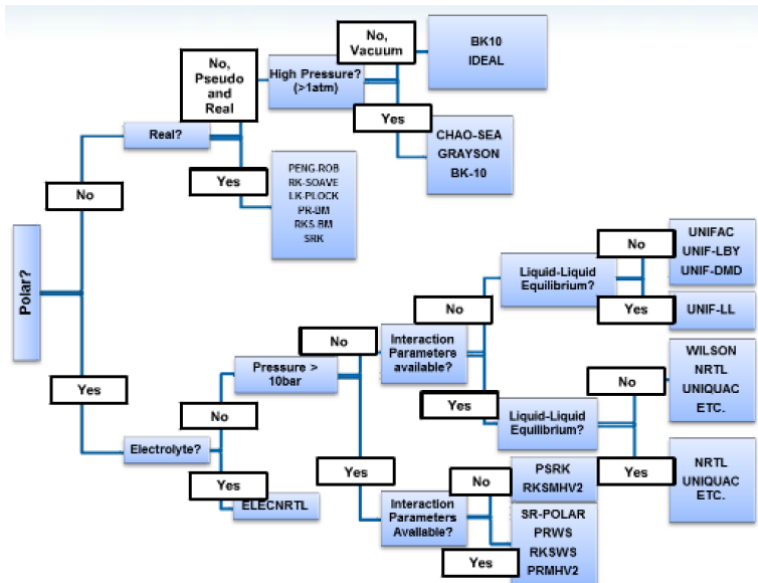 Polar?
No
Real?
No,
Pseudo
and
Real
High Pressure?
(>1atm)
No,
Vacuum
BK10
IDEAL
Yes
CHAO-SEA
GRAYSON
BK-10
Yes
PENG-ROB
RK-SOAVE
LK-PLOCK
PR-BM
RKS-BM
SRK
Yes
Electrolyte?
No
Pressure >
10bar
No
Interaction
Parameters
available?
No
Liquid-Liquid
Equilibrium?
No
UNIFAC
UNIF-LBY
UNIF-DMD
Yes
UNIF-LL
Yes
Liquid-Liquid
Equilibrium?
No
WILSON
NRTL
UNIQUAC
ETC.
Yes
NRTL
UNIQUAC
ETC.
Yes
Interaction
Parameters
Available?
No
PSRK
RKSMHV2
Yes
SR-POLAR
PRWS
RKSWS
PRMHV2
Yes
ELECNRTL